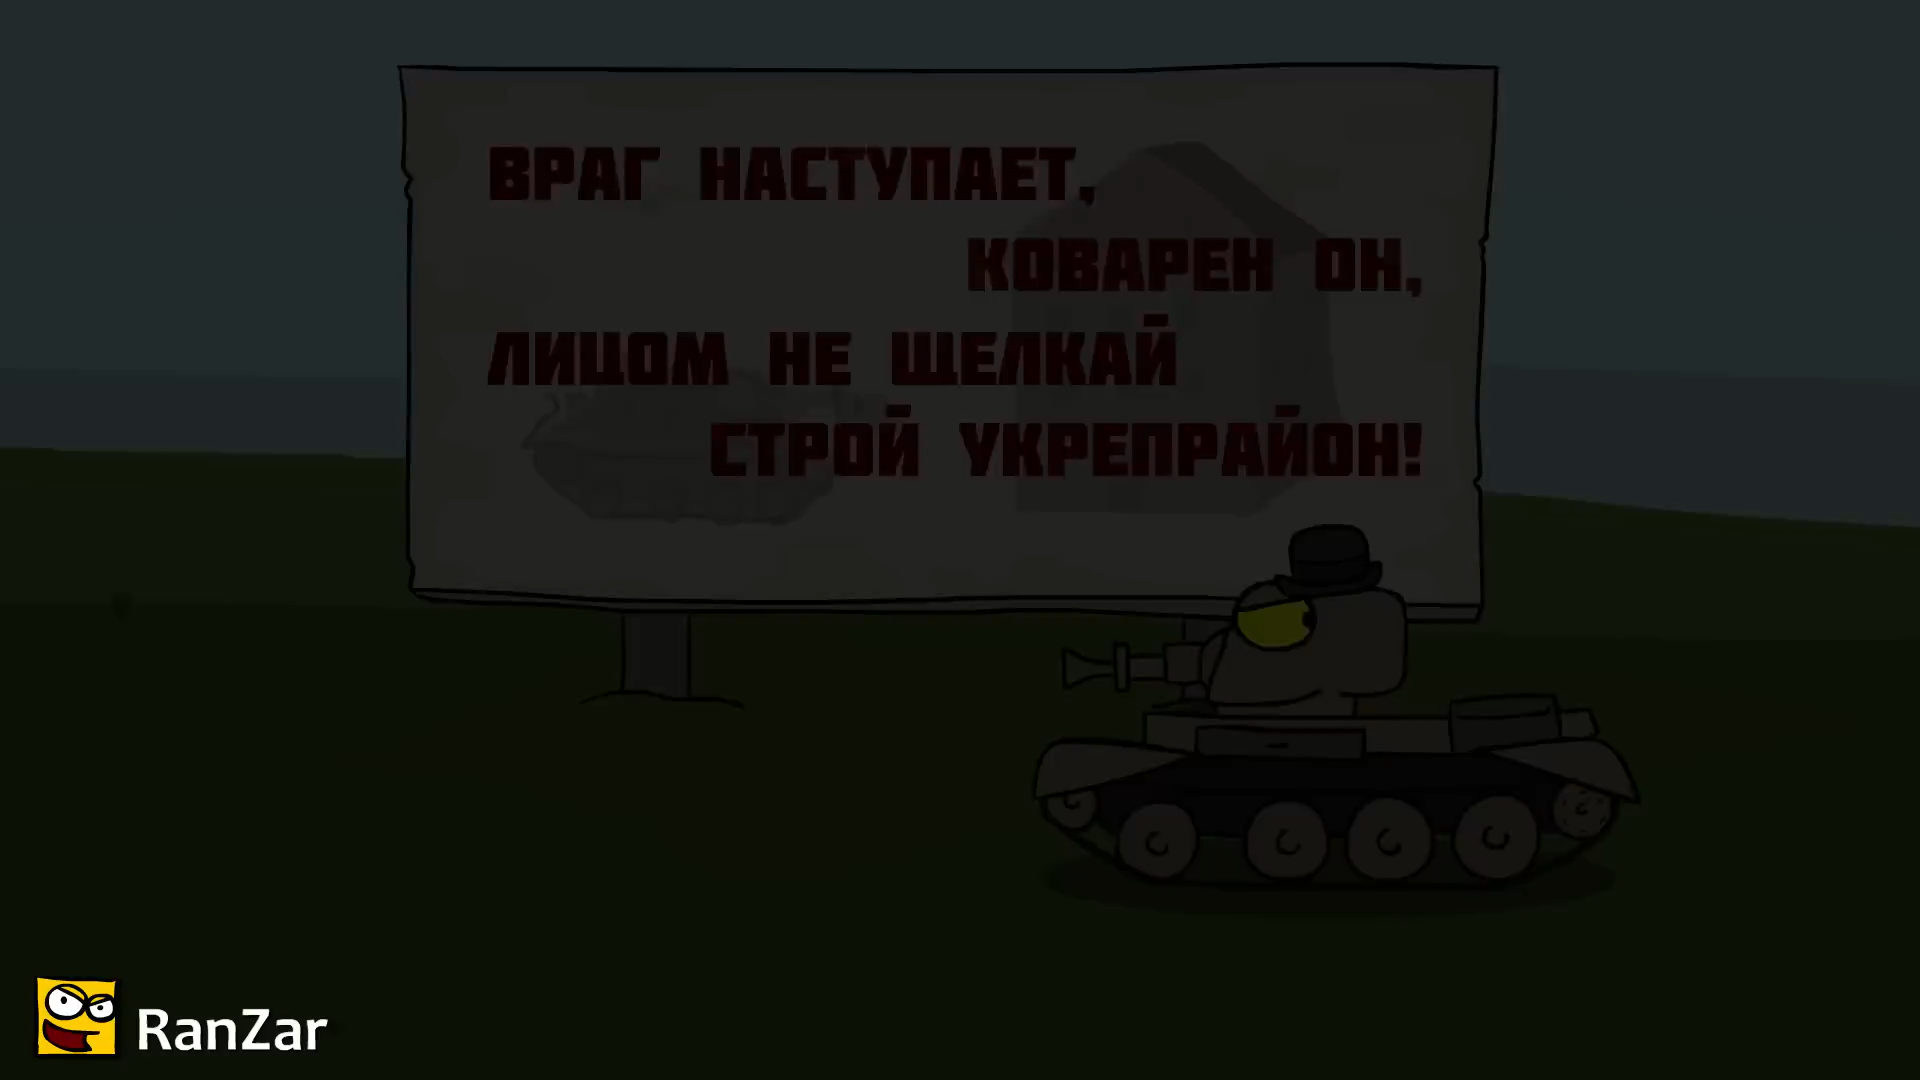 ВРАГ НАСТУПАЕТ,
КОВАРЕН ОН,
ЛИЦОМ НЕ ЩЕЛКАЙ
СТРОЙ УКРЕПРАЙОН!
RanZar